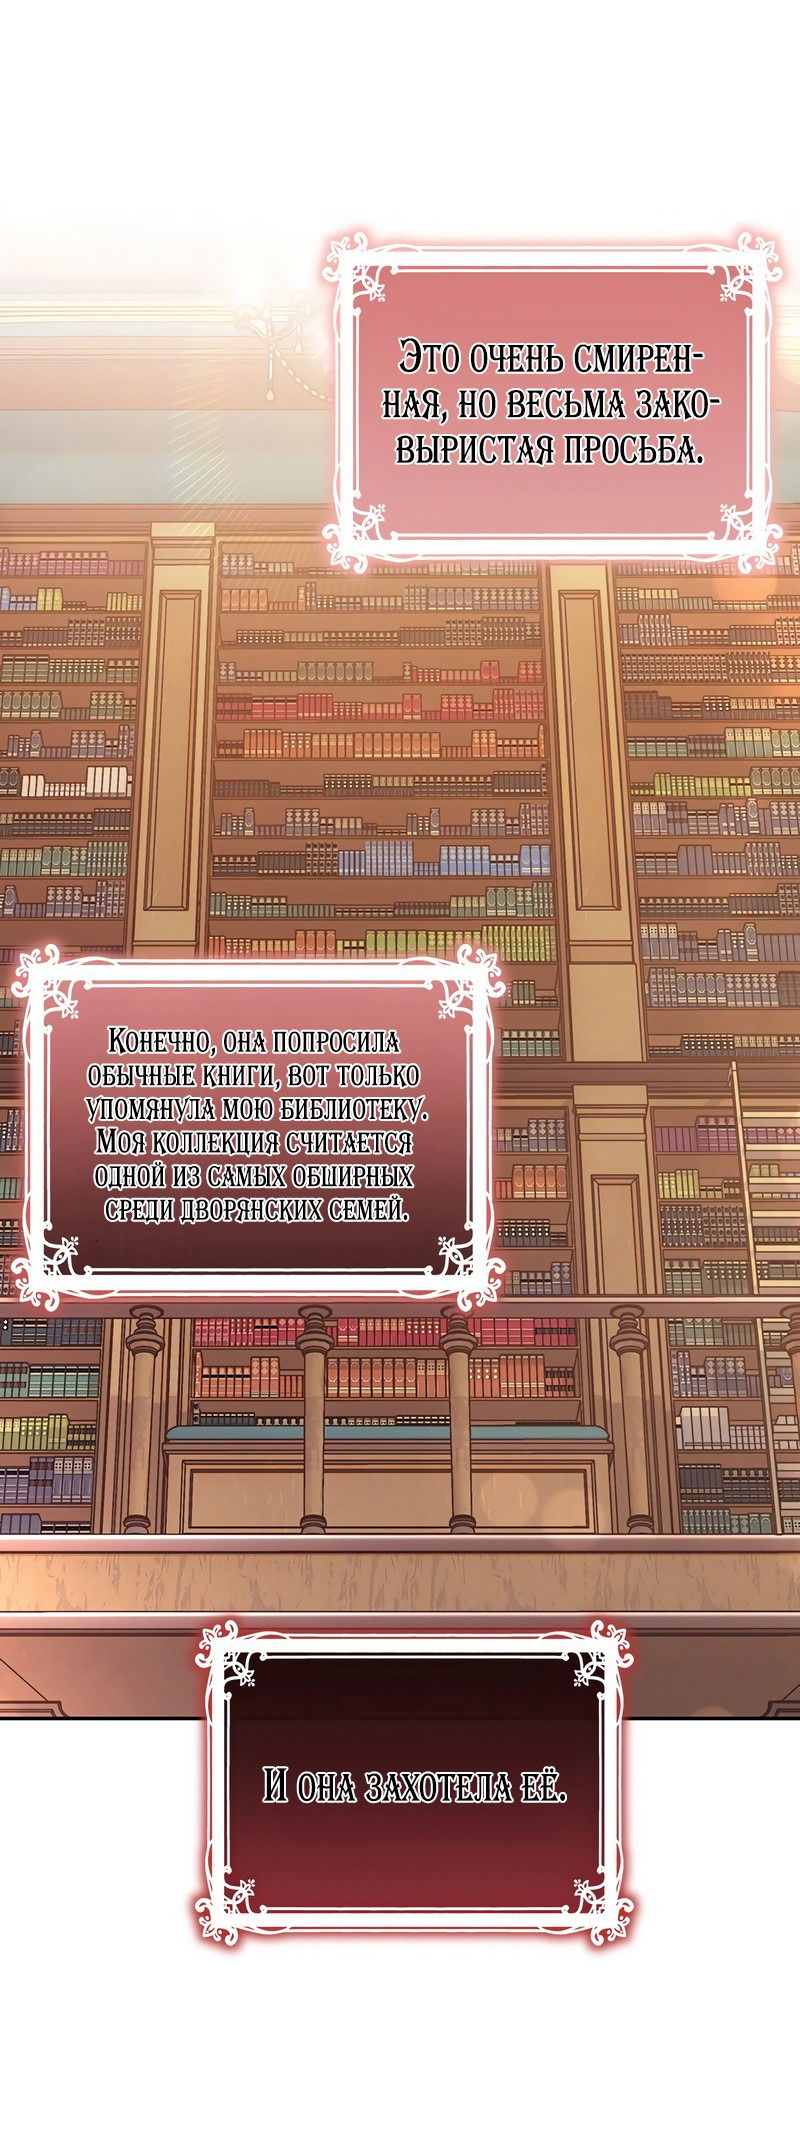 Это очень смирен-
ная, но весьма зако-
выристая просьба.
Конечно, она попросила
обычные книги, вот только
упомянула мою библиотеку.
Моя коллекция считается
одной из самых обширных
среди дворянских семей.
И она захотела её.